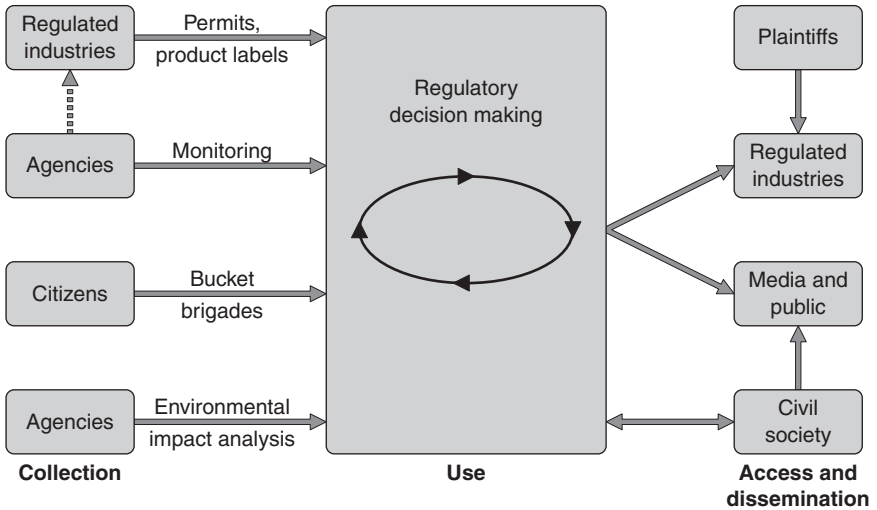 Regulated
industries
Permits,
product labels
Agencies
Monitoring
Citizens
Bucket
brigades
Agencies
Environmental
impact analysis
Collection
Regulatory
decision making
Use
Plaintiffs
Regulated
industries
Media and
public
Civil
society
Access and
dissemination